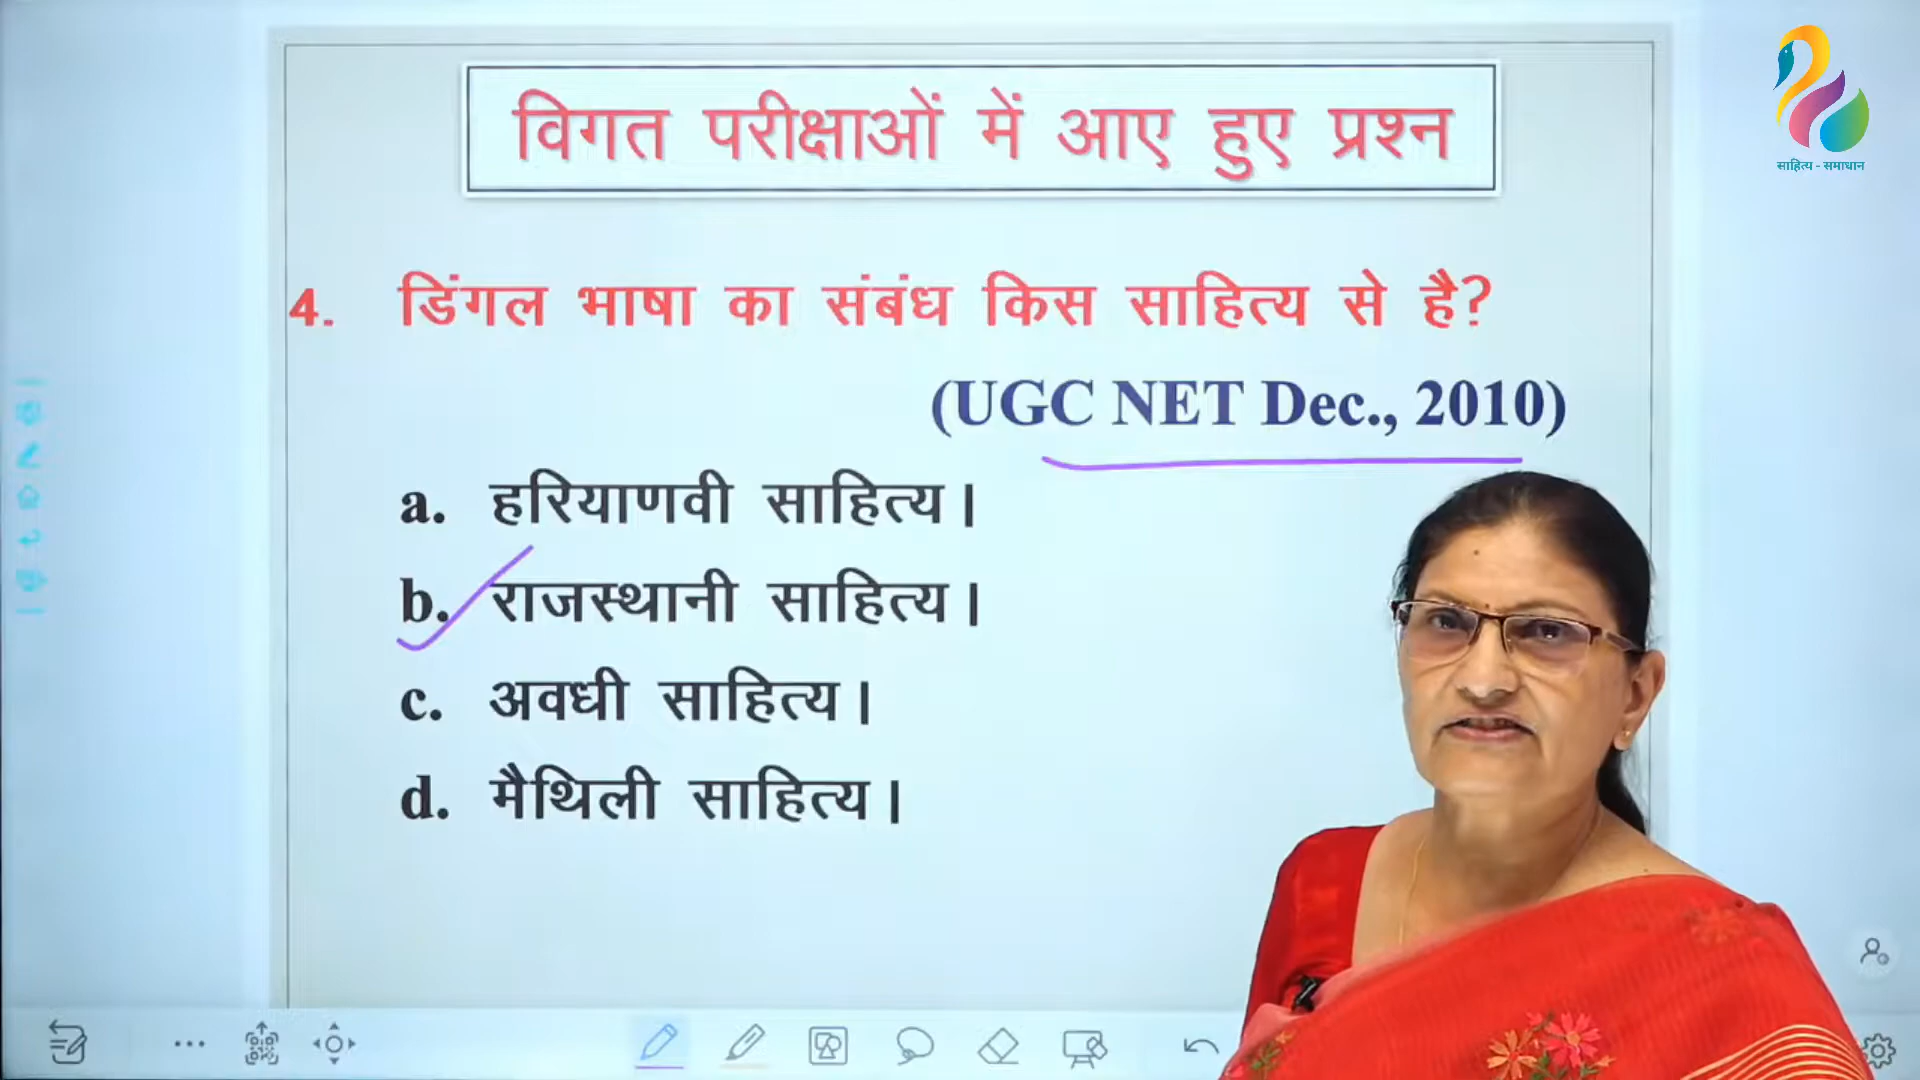 विगत परीक्षाओं में आए हुए प्रश्न
साहित्य - समाधान
4. डिंगल भाषा का संबंध किस साहित्य से है?
(UGC NET Dec., 2010)
a. हरियाणवी साहित्य।
b. राजस्थानी साहित्य।
c. अवधी साहित्य।
d. मैथिली साहित्य।